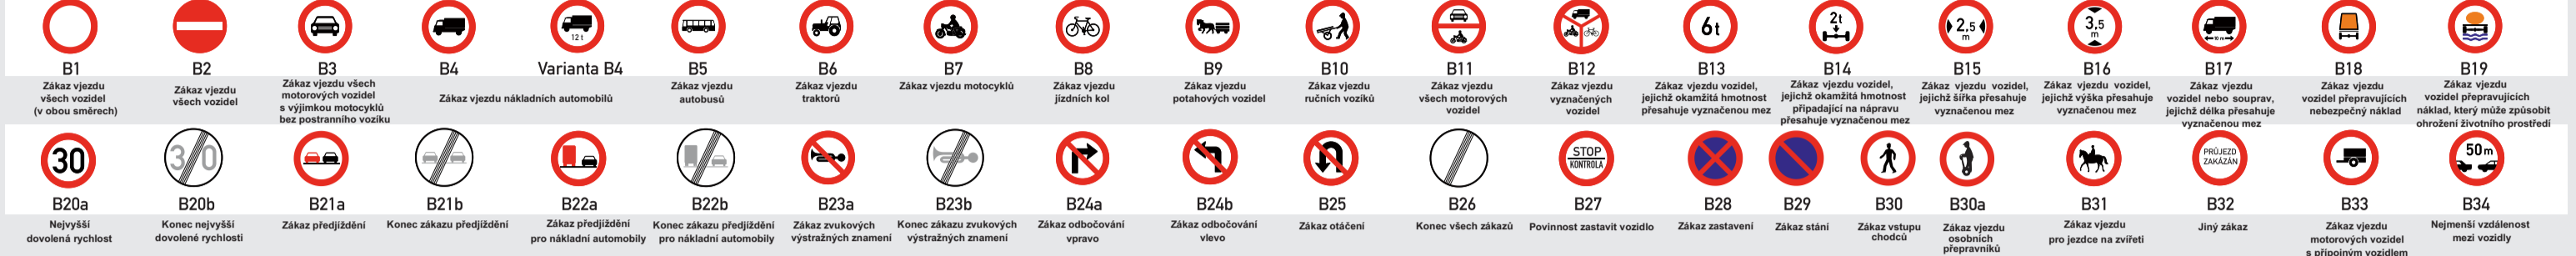 12 t
6t
2t
2,5
m
3,5
m
10 m
B1
B2
B3
B4
Varianta B4
B5
B6
B7
B8
B9
B10
B11
B12
B13
B14
B15
B16
B17
B18
B19
Zákaz vjezdu
všech vozidel
(v obou směrech)
Zákaz vjezdu
všech vozidel
Zákaz vjezdu všech
motorových vozidel
s výjimkou motocyklů
bez postranního vozíku
Zákaz vjezdu nákladních automobilů
Zákaz vjezdu
autobusů
Zákaz vjezdu
traktorů
Zákaz vjezdu motocyklů
Zákaz vjezdu
jízdních kol
Zákaz vjezdu
potahových vozidel
Zákaz vjezdu
ručních vozíků
Zákaz vjezdu
všech motorových
vozidel
Zákaz vjezdu
vyznačených
vozidel
Zákaz vjezdu vozidel,
jejichž okamžitá hmotnost
přesahuje vyznačenou mez
Zákaz vjezdu vozidel,
jejichž okamžitá hmotnost
připadající na nápravu
přesahuje vyznačenou mez
Zákaz vjezdu vozidel,
jejichž šířka přesahuje
vyznačenou mez
Zákaz vjezdu vozidel,
jejichž výška přesahuje
vyznačenou mez
Zákaz vjezdu
vozidel nebo souprav,
jejichž délka přesahuje
vyznačenou mez
Zákaz vjezdu
vozidel přepravujících
nebezpečný náklad
Zákaz vjezdu
vozidel přepravujících
náklad, který může způsobit
ohrožení životního prostředí
30
30
STOP
KONTROLA
PRŮJEZD
ZAKÁZÁN
50m
B20a
B20b
B21a
B21b
B22a
B22b
B23a
B23b
B24a
B24b
B25
B26
B27
B28
B29
B30
B30a
B31
B32
B33
B34
Nejvyšší
dovolená rychlost
Konec nejvyšší
dovolené rychlosti
Zákaz předjíždění
Konec zákazu předjíždění
Zákaz předjíždění
pro nákladní automobily
Konec zákazu předjíždění
pro nákladní automobily
Zákaz zvukových
výstražných znamení
Konec zákazu zvukových
výstražných znamení
Zákaz odbočování
vpravo
Zákaz odbočování
vlevo
Zákaz otáčení
Konec všech zákazů
Povinnost zastavit vozidlo
Zákaz zastavení
Zákaz stání
Zákaz vstupu
chodců
Zákaz vjezdu
osobních
přepravníků
Zákaz vjezdu
pro jezdce na zvířeti
Jiný zákaz
Zákaz vjezdu
motorových vozidel
s přípojným vozidlem
Nejmenší vzdálenost
mezi vozidly